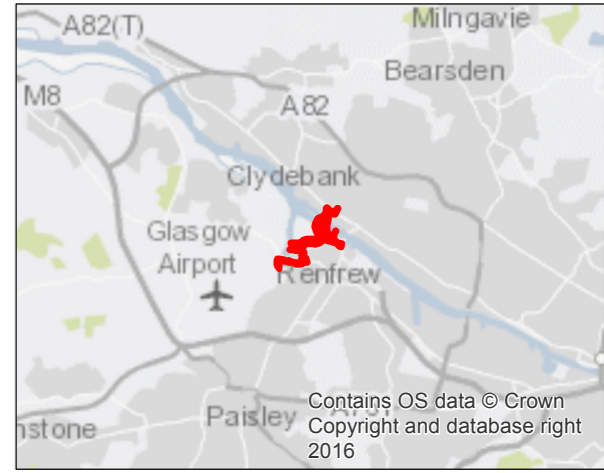 A82(T)
Milngavie
Bearsden
M8
A82
Clydebank
Glasgow
Airport
Renfrew
Paisley
nstone
Contains OS data © Crown
Copyright and database right
2016